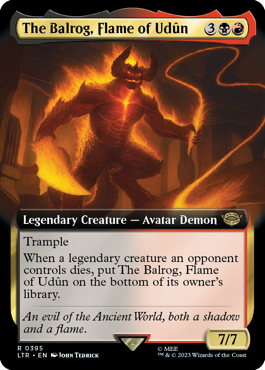 The Balrog, Flame of Udûn 3
Legendary Creature — Avatar Demon
Trample
When a legendary creature an opponent
controls dies, put The Balrog, Flame
of Udûn on the bottom of its owner's
library.
An evil of the Ancient World, both a shadow
and a flame.
7/7
R 0395
LTR • EN JOHN TEDRICK
© MEE
™ & © 2023 Wizards of the Coast